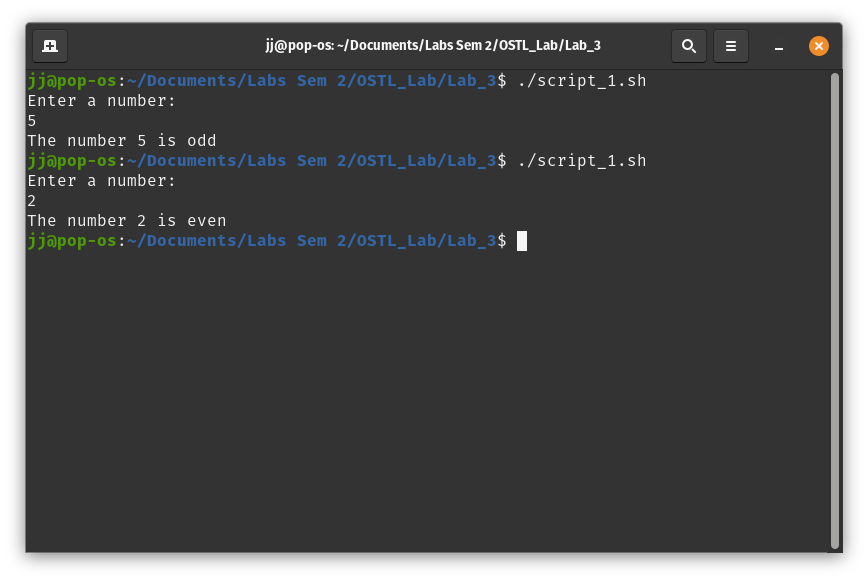 jj@pop-os: ~/Documents/Labs Sem 2/OSTL_Lab/Lab_3
jj@pop-os:~/Documents/Labs Sem 2/OSTL_Lab/Lab_3$ ./script_1.sh
Enter a number:
5
The number 5 is odd
jj@pop-os:~/Documents/Labs Sem 2/OSTL_Lab/Lab_3$ ./script_1.sh
Enter a number:
2
The number 2 is even
jj@pop-os:~/Documents/Labs Sem 2/OSTL_Lab/Lab_3$